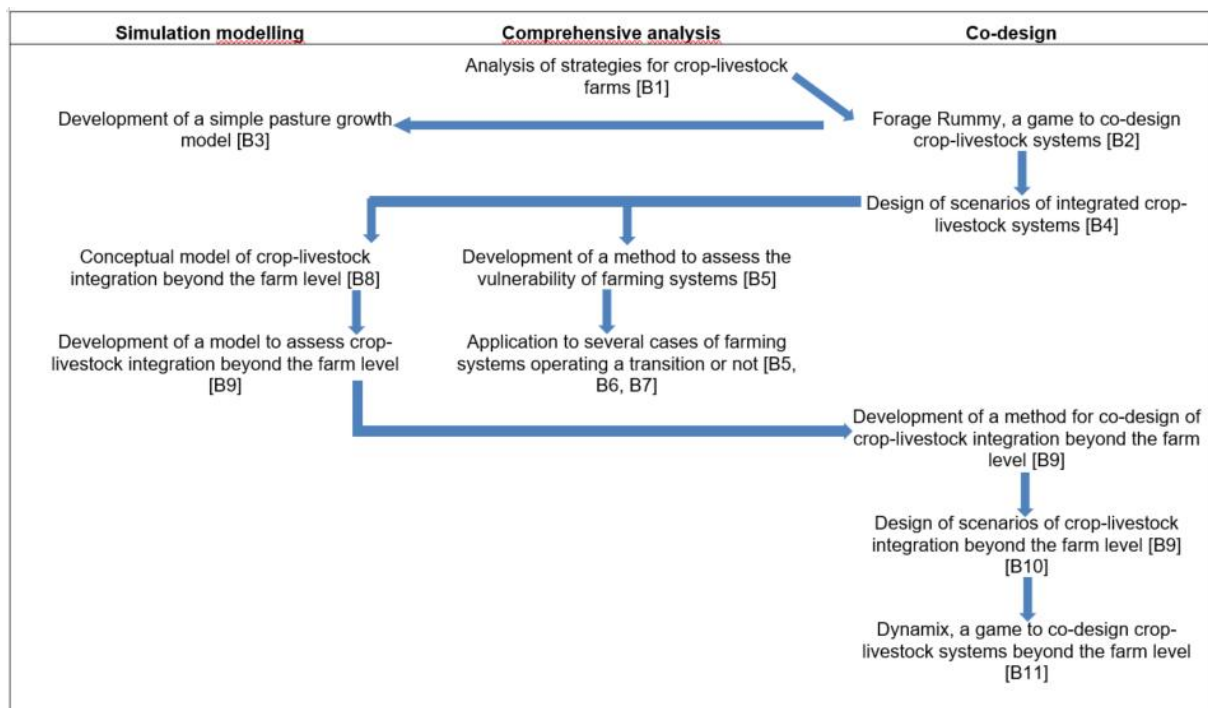 Simulation modelling
Comprehensive analysis
Co-design
Analysis of strategies for crop-livestock
farms [B1]
Development of a simple pasture growth
model [B3]
Forage Rummy, a game to co-design
crop-livestock systems [B2]
Design of scenarios of integrated crop-
livestock systems [B4]
Conceptual model of crop-livestock
integration beyond the farm level [B8]
Development of a method to assess the
vulnerability of farming systems [B5]
Development of a model to assess crop-
livestock integration beyond the farm level
[B9]
Application to several cases of farming
systems operating a transition or not [B5,
B6, B7]
Development of a method for co-design of
crop-livestock integration beyond the farm
level [B9]
Design of scenarios of crop-livestock
integration beyond the farm level [B9]
[B10]
Dynamix, a game to co-design crop-
livestock systems beyond the farm level
[B11]